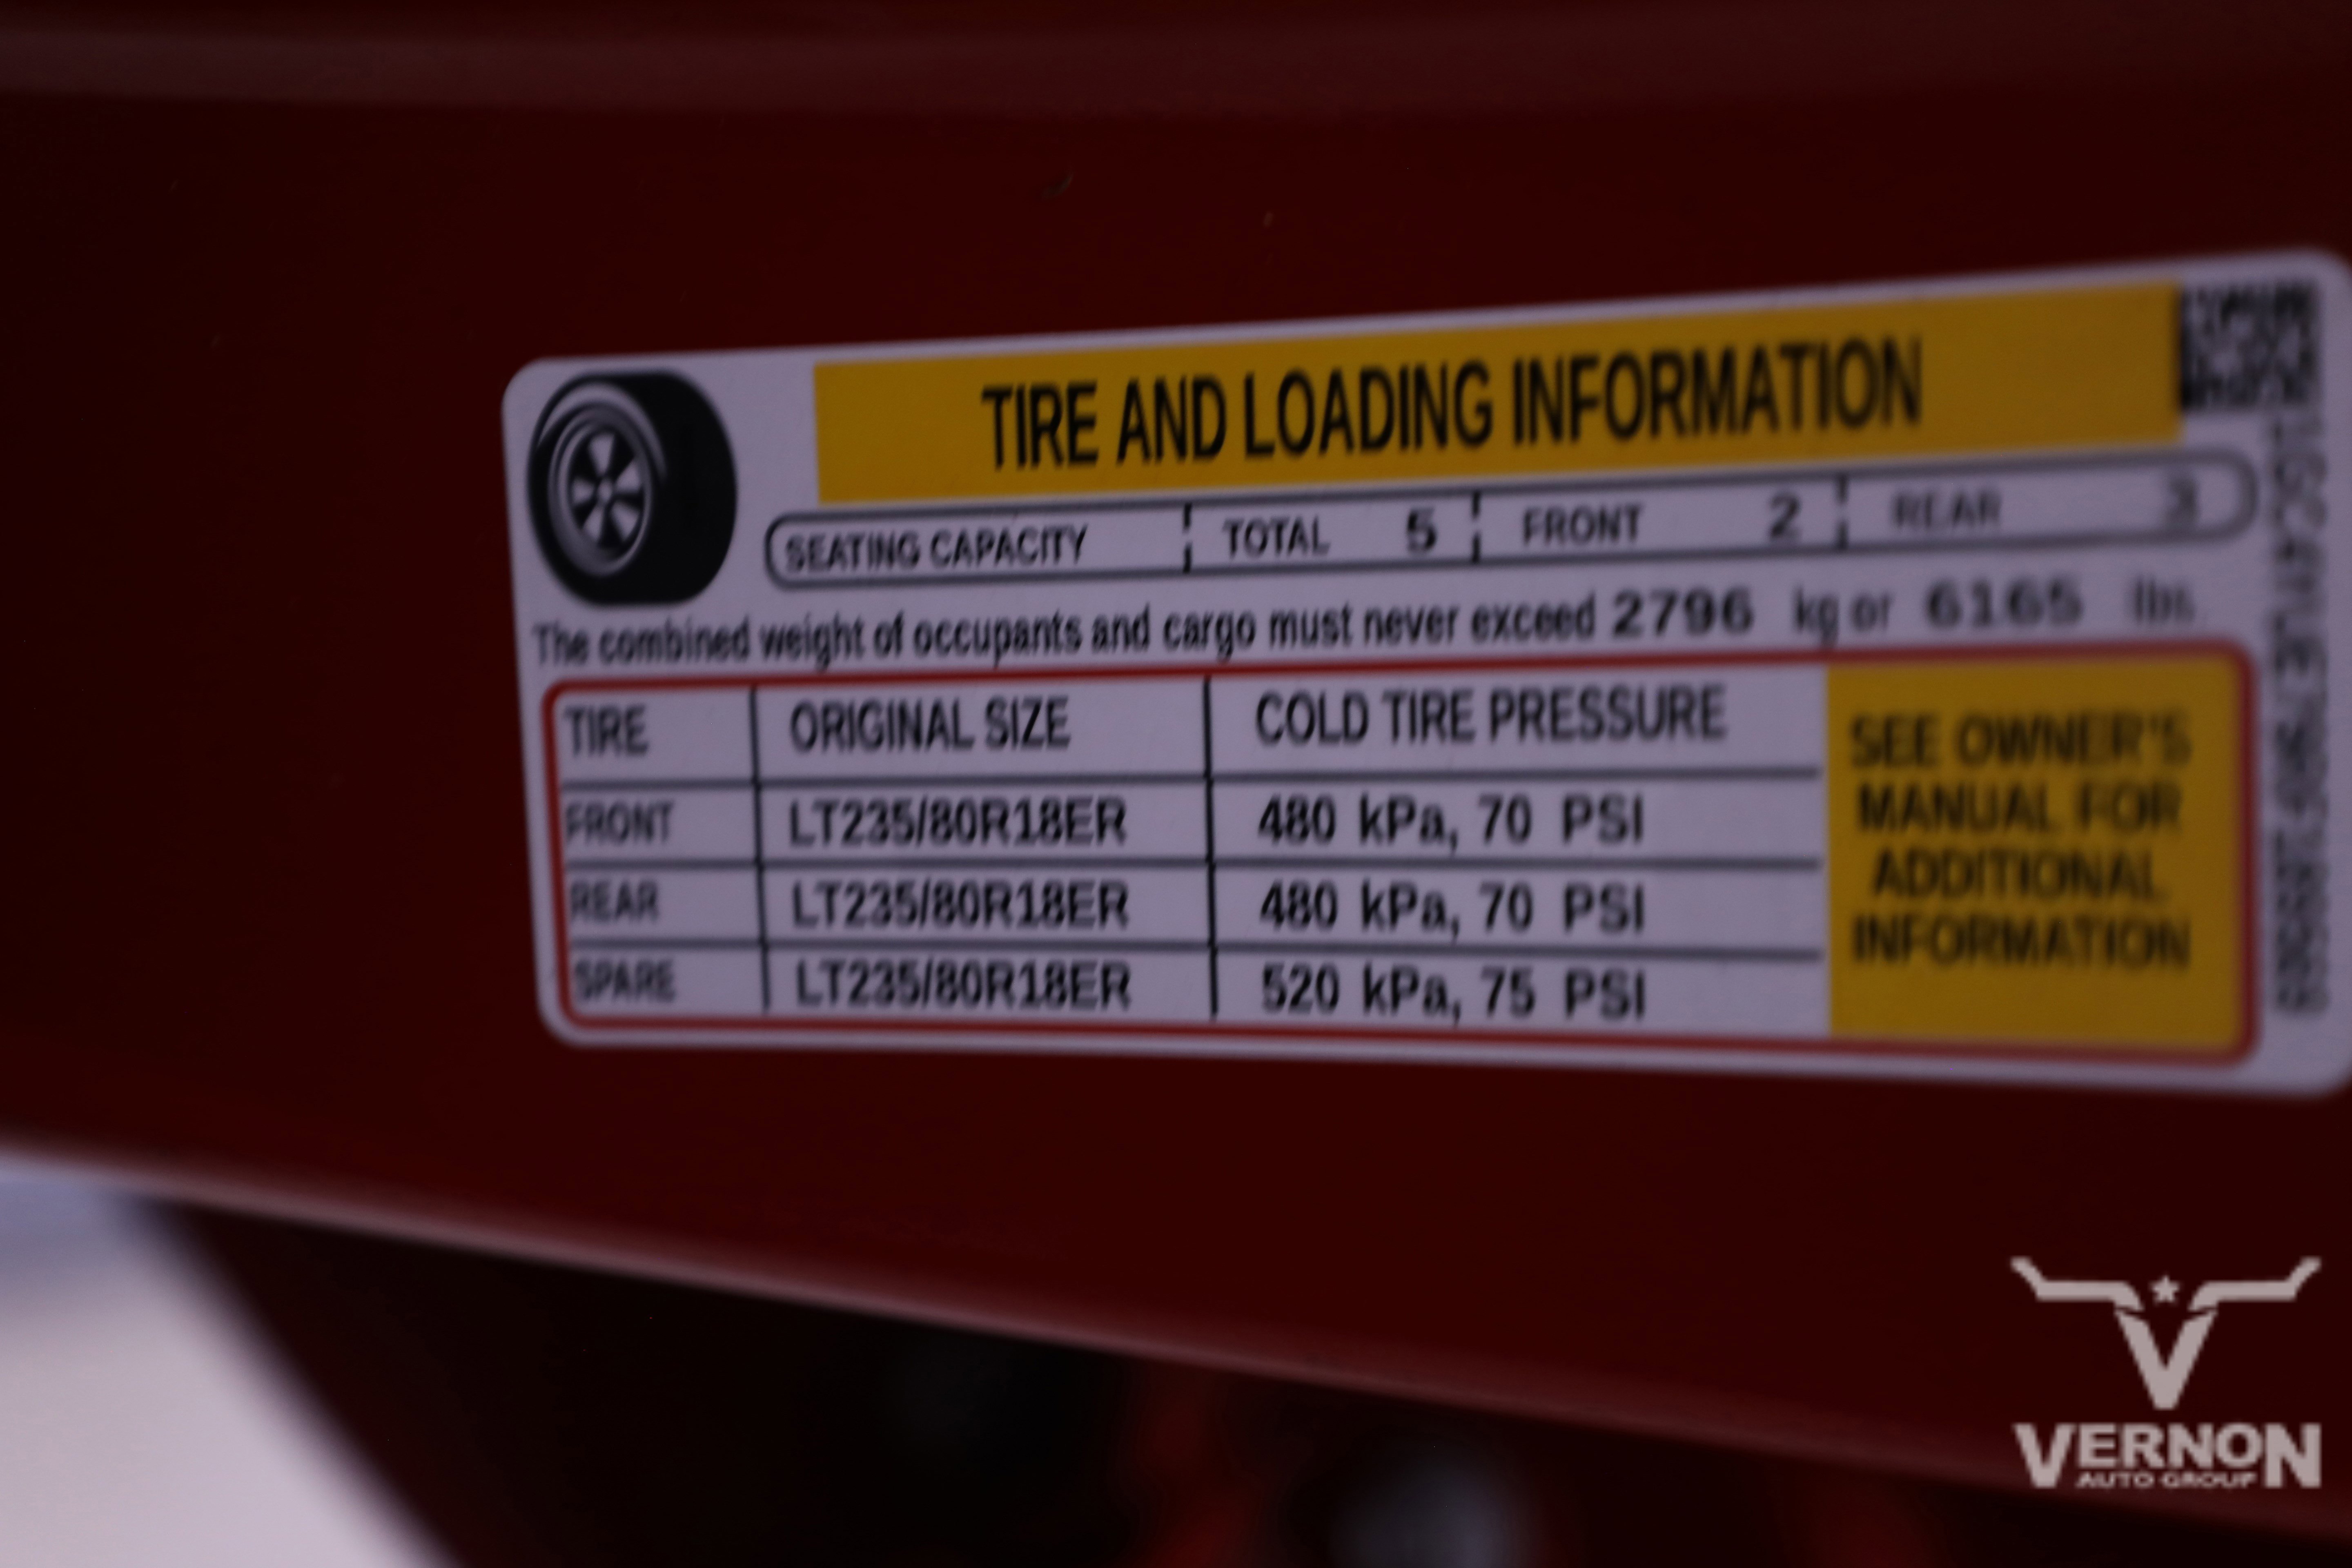 TIRE AND LOADING INFORMATION
SEATING CAPACITY TOTAL 5 FRONT 2 REAR 3
The combined weight of occupants and cargo must never exceed 2796 kg or 6165 lbs.
TIRE ORIGINAL SIZE COLD TIRE PRESSURE
FRONT LT235/80R18ER 480 kPa, 70 PSI
REAR LT235/80R18ER 480 kPa, 70 PSI
SPARE LT235/80R18ER 520 kPa, 75 PSI
SEE OWNER'S
MANUAL FOR
ADDITIONAL
INFORMATION
VERNON
AUTO GROUP